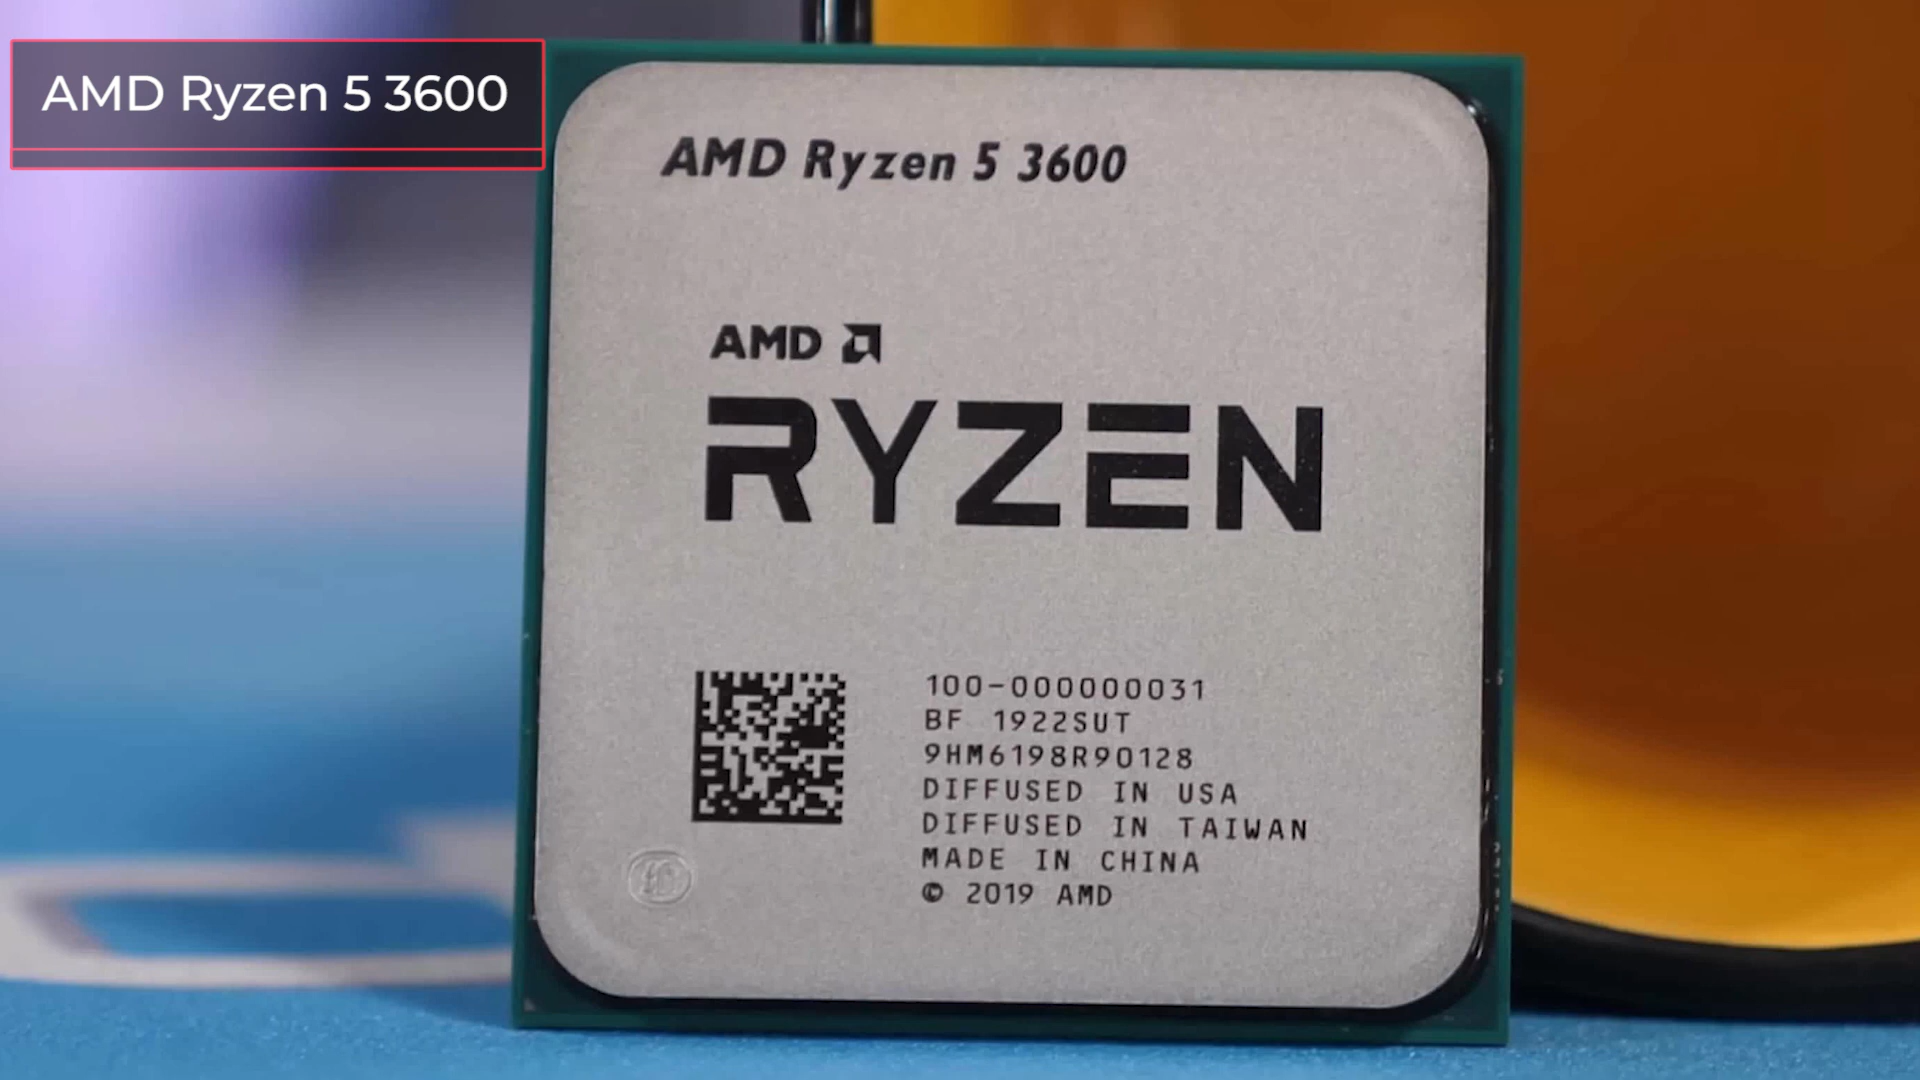 AMD Ryzen 5 3600
AMD Ryzen 5 3600
AMD
RYZEN
100-000000031
BF 1922SUT
9HM6198R90128
DIFFUSED IN USA
DIFFUSED IN TAIWAN
MADE IN CHINA
© 2019 AMD